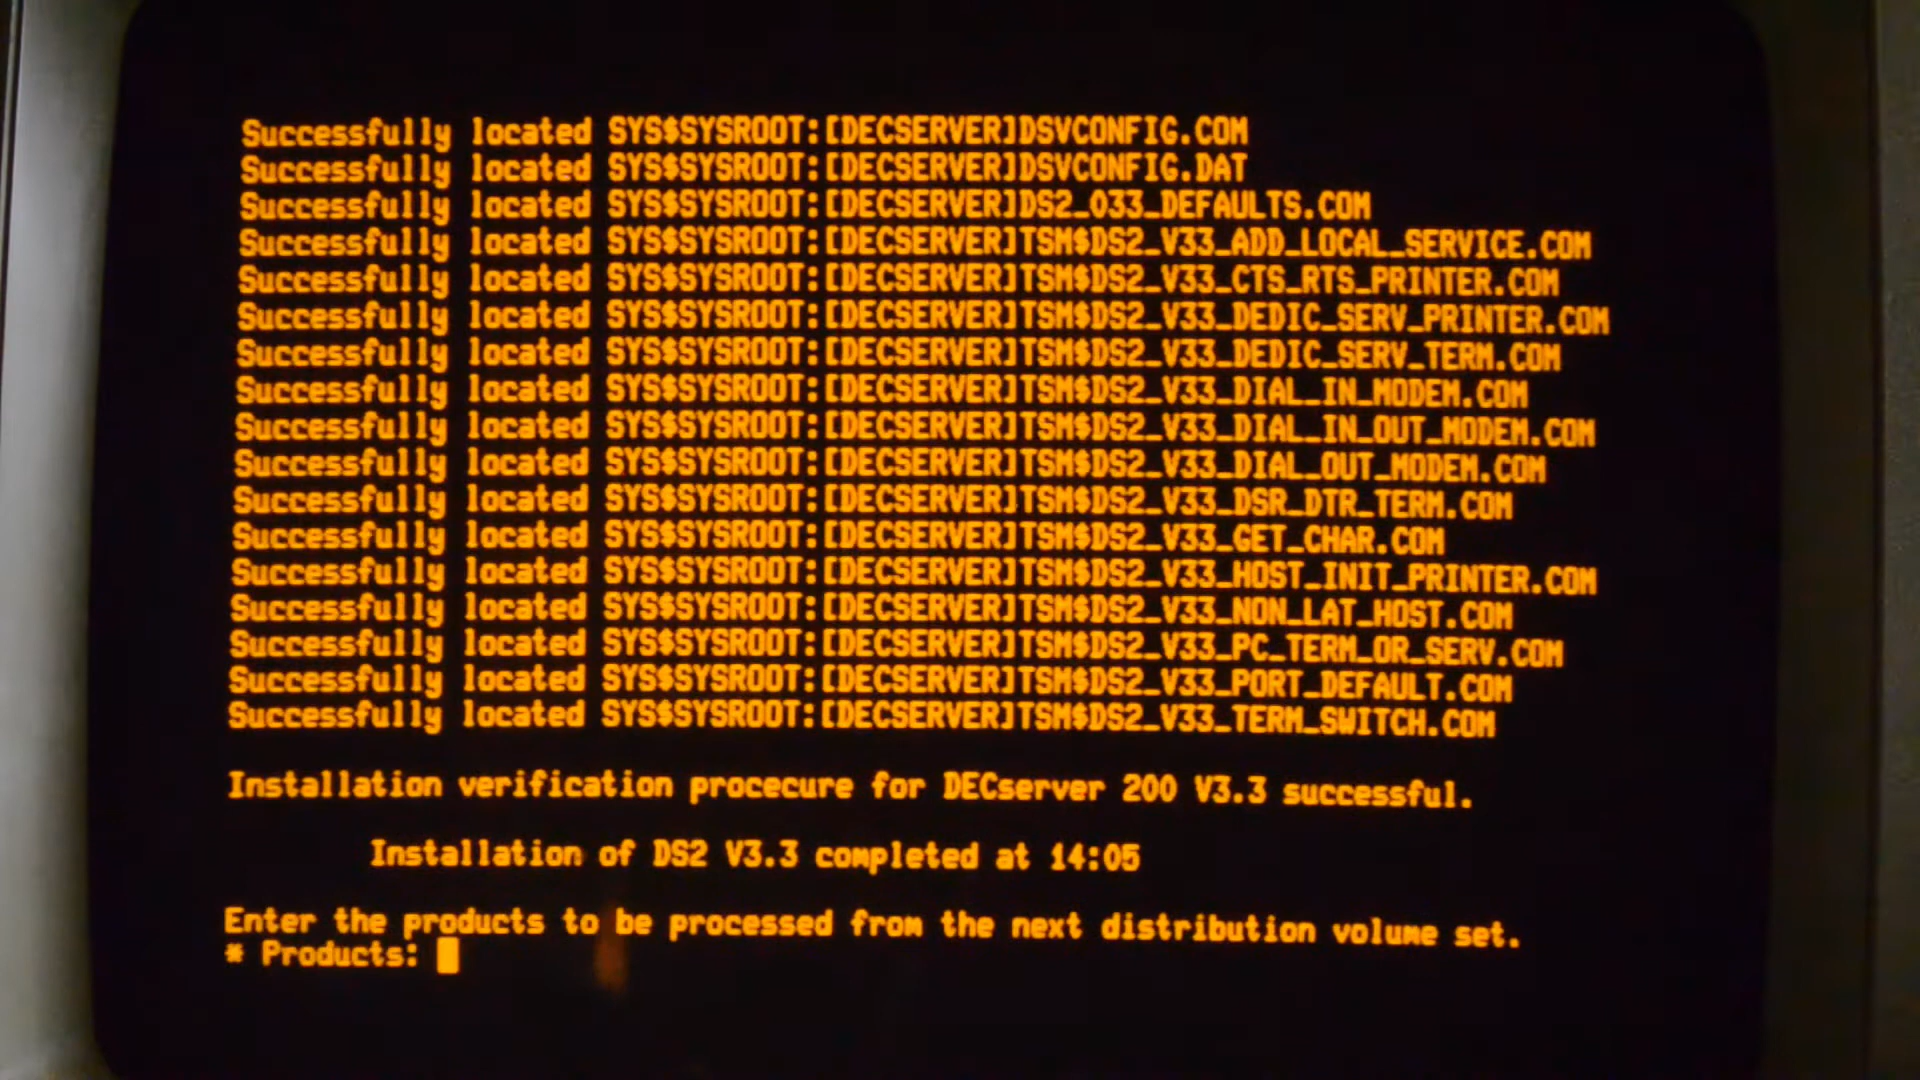 Successfully located SYS$SYSROOT:[DECSERVER]DSVCONFIG.COM
Successfully located SYS$SYSROOT:[DECSERVER]DSVCONFIG.DAT
Successfully located SYS$SYSROOT:[DECSERVER]DS2_033_DEFAULTS.COM
Successfully located SYS$SYSROOT:[DECSERVER]TSM$DS2_V33_ADD_LOCAL_SERVICE.COM
Successfully located SYS$SYSROOT:[DECSERVER]TSM$DS2_V33_CTS_RTS_PRINTER.COM
Successfully located SYS$SYSROOT:[DECSERVER]TSM$DS2_V33_DEDIC_SERV_PRINTER.COM
Successfully located SYS$SYSROOT:[DECSERVER]TSM$DS2_V33_DEDIC_SERV_TERM.COM
Successfully located SYS$SYSROOT:[DECSERVER]TSM$DS2_V33_DIAL_IN_MODEM.COM
Successfully located SYS$SYSROOT:[DECSERVER]TSM$DS2_V33_DIAL_IN_OUT_MODEM.COM
Successfully located SYS$SYSROOT:[DECSERVER]TSM$DS2_V33_DIAL_OUT_MODEM.COM
Successfully located SYS$SYSROOT:[DECSERVER]TSM$DS2_V33_DSR_DTR_TERM.COM
Successfully located SYS$SYSROOT:[DECSERVER]TSM$DS2_V33_GET_CHAR.COM
Successfully located SYS$SYSROOT:[DECSERVER]TSM$DS2_V33_HOST_INIT_PRINTER.COM
Successfully located SYS$SYSROOT:[DECSERVER]TSM$DS2_V33_NON_LAT_HOST.COM
Successfully located SYS$SYSROOT:[DECSERVER]TSM$DS2_V33_PC_TERM_OR_SERV.COM
Successfully located SYS$SYSROOT:[DECSERVER]TSM$DS2_V33_PORT_DEFAULT.COM
Successfully located SYS$SYSROOT:[DECSERVER]TSM$DS2_V33_TERM_SWITCH.COM
Installation verification procecure for DECserver 200 V3.3 successful.
Installation of DS2 V3.3 completed at 14:05
Enter the products to be processed from the next distribution volume set.
* Products: